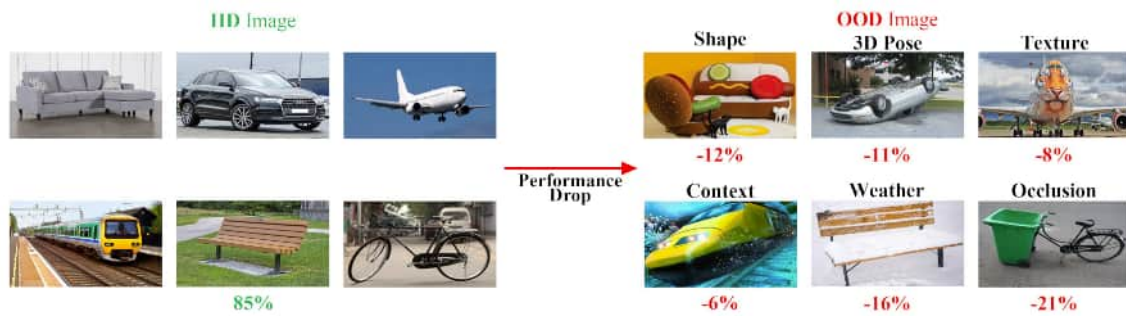 IID Image
OOD Image
Shape
3D Pose
Texture
-12%
-11%
-8%
Performance
Drop
Context
Weather
Occlusion
85%
-6%
-16%
-21%